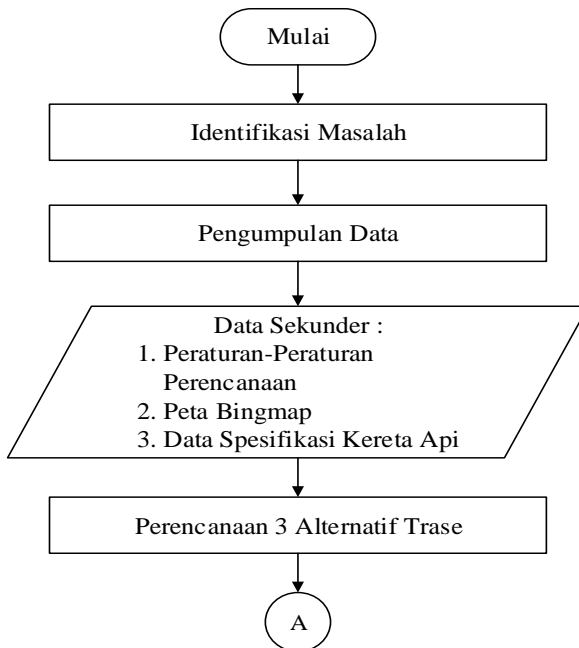 Mulai
Identifikasi Masalah
Pengumpulan Data
Data Sekunder :
1. Peraturan-Peraturan
Perencanaan
2. Peta Bingmap
3. Data Spesifikasi Kereta Api
Perencanaan 3 Alternatif Trase
A